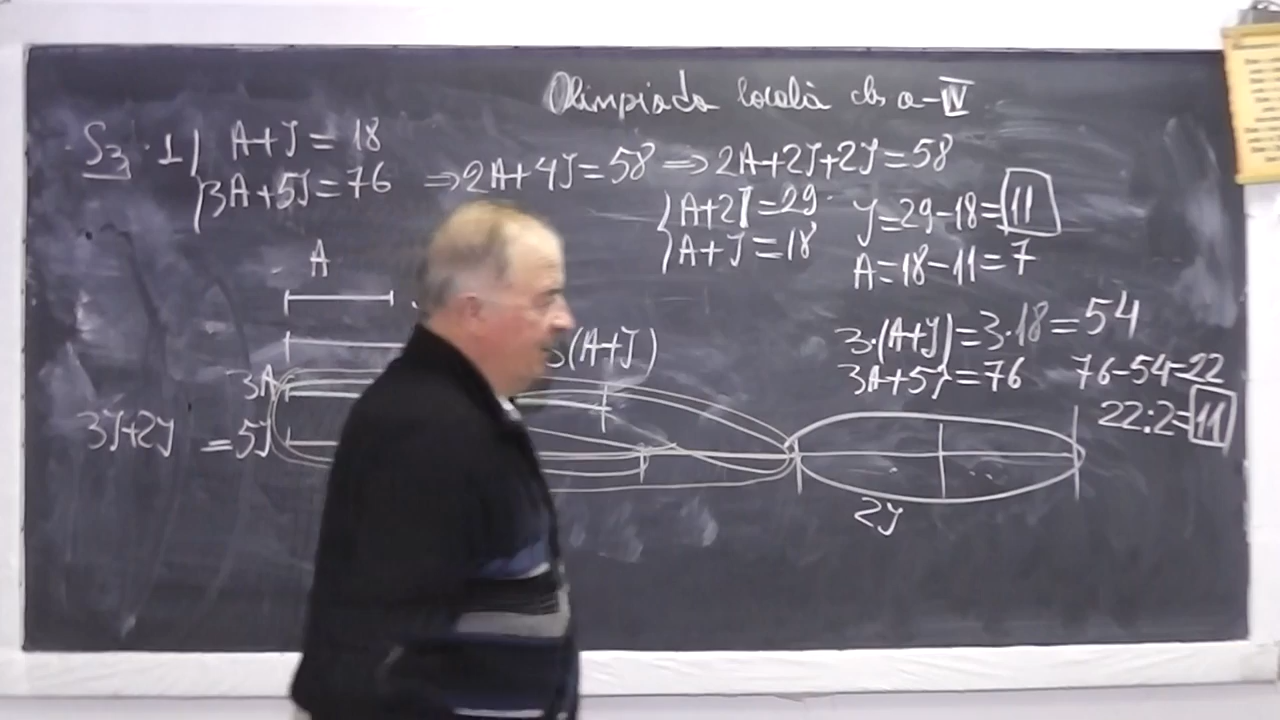 Olimpiada locală cls a-IV
S3 · 1) A+J = 18
3A+5J=76 ⇒2A+4J=58 ⇒ 2A+2J+2J=58
A+2J=29 J=29-18=11
A+J=18 A=18-11=7
A
3·(A+J)=3·18=54
(A+J)
3A 3A+5J=76 76-54=22
3J+2J =5J 22:2=11
2J